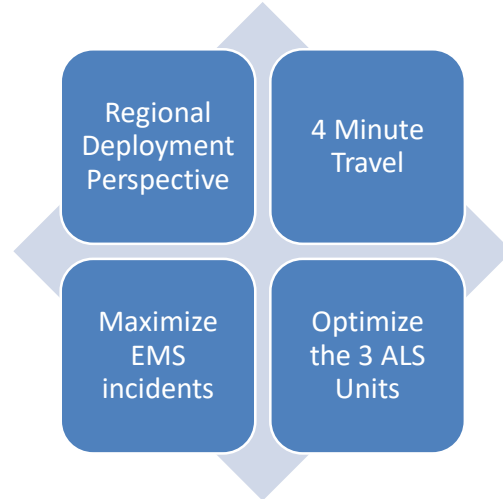 Regional
Deployment
Perspective
4 Minute
Travel
Maximize
EMS
incidents
Optimize
the 3 ALS
Units